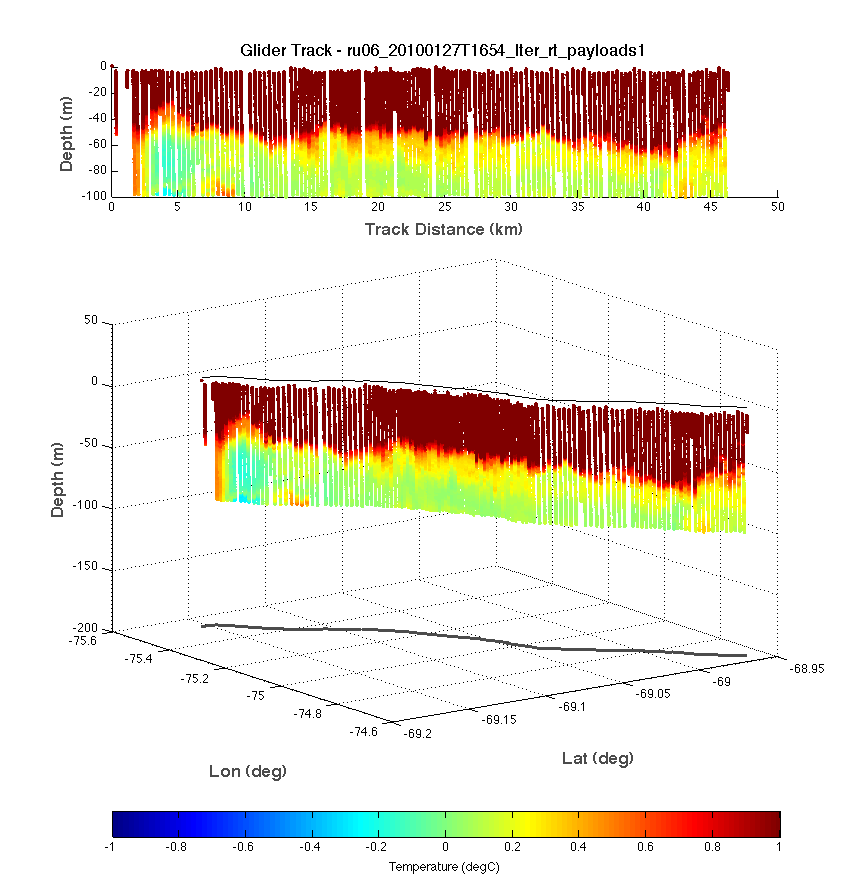 Glider Track - ru06_20100127T1654_lter_rt_payloads1
0
-20
-40
-60
-80
-100
Depth (m)
0 5 10 15 20 25 30 35 40 45 50
Track Distance (km)
50
0
-50
-100
-150
-200
Depth (m)
-75.6 -75.4 -75.2 -75 -74.8 -74.6
-69.2 -69.15 -69.1 -69.05 -69 -68.95
Lon (deg)
Lat (deg)
-1 -0.8 -0.6 -0.4 -0.2 0 0.2 0.4 0.6 0.8 1
Temperature (degC)